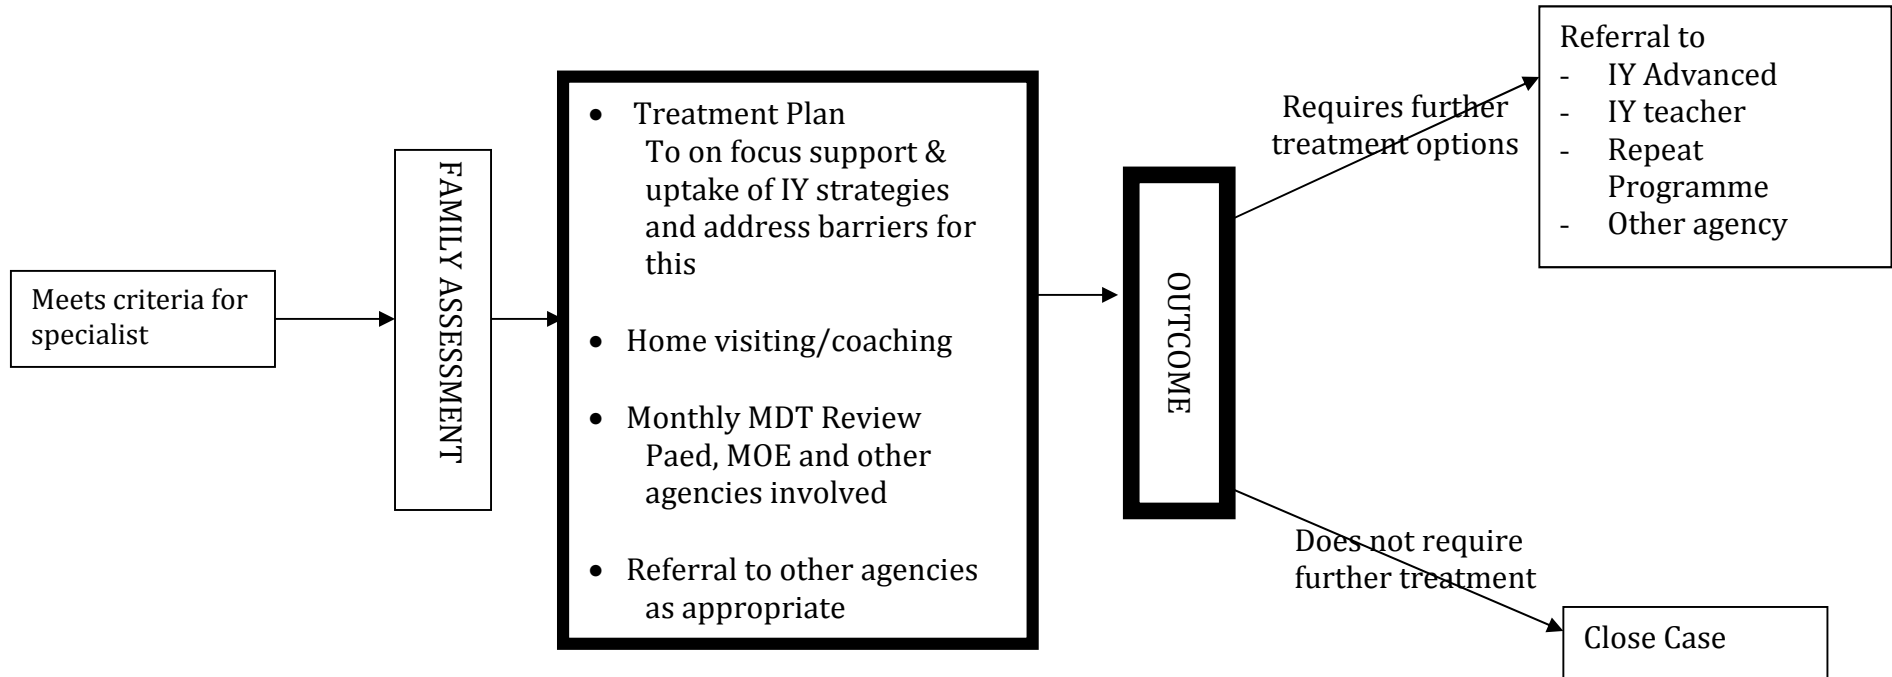 Meets criteria for
specialist
FAMILY ASSESSMENT
• Treatment Plan
To on focus support &
uptake of IY strategies
and address barriers for
this
• Home visiting/coaching
• Monthly MDT Review
Paed, MOE and other
agencies involved
• Referral to other agencies
as appropriate
OUTCOME
Requires further
treatment options
Referral to
- IY Advanced
- IY teacher
- Repeat
Programme
- Other agency
Does not require
further treatment
Close Case